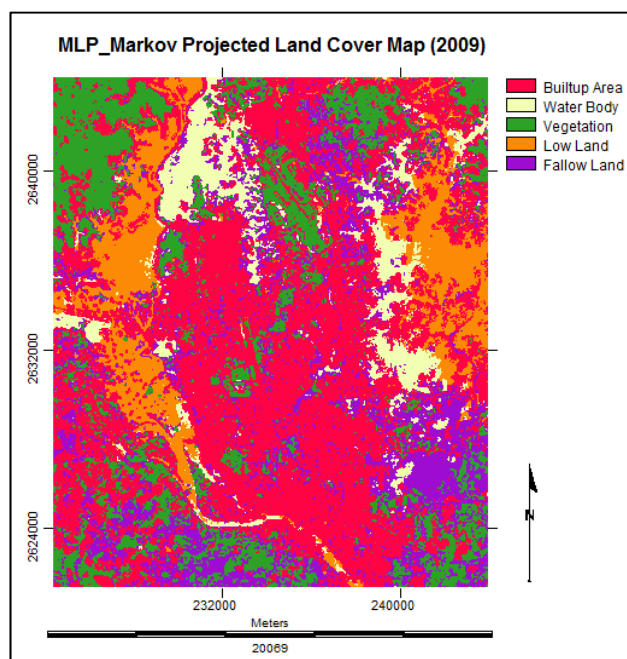 MLP_Markov Projected Land Cover Map (2009)
Builtup Area
Water Body
Vegetation
Low Land
Fallow Land
2640000
2632000
2624000
N
232000 240000
Meters
20069